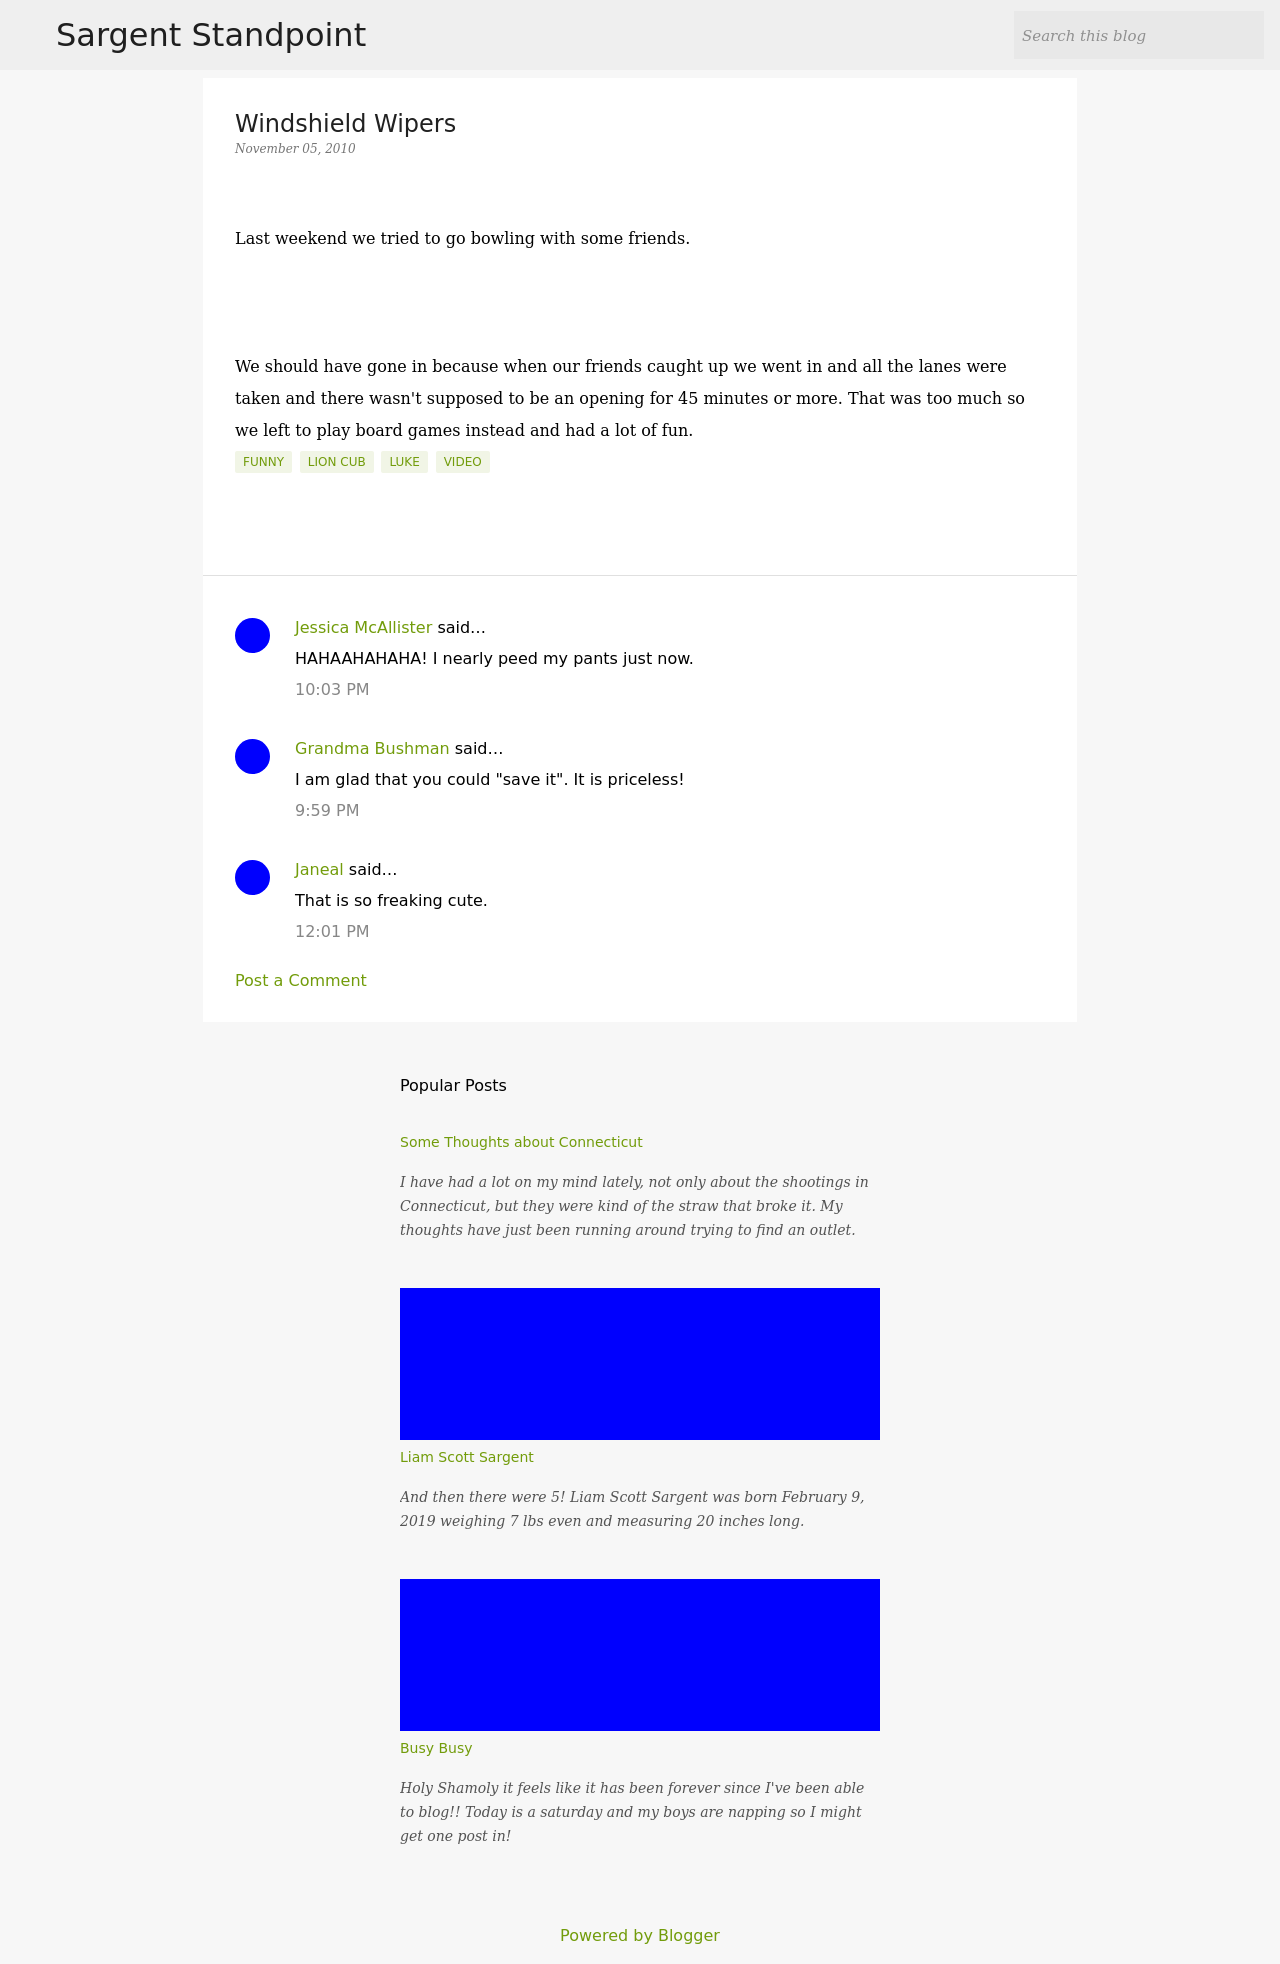 Sargent Standpoint
Search this blog
Windshield Wipers
November 05, 2010
Last weekend we tried to go bowling with some friends.
We should have gone in because when our friends caught up we went in and all the lanes were
taken and there wasn't supposed to be an opening for 45 minutes or more. That was too much so
we left to play board games instead and had a lot of fun.
FUNNY LION CUB LUKE VIDEO
Jessica McAllister said…
HAHAAHAHAHA! I nearly peed my pants just now.
10:03 PM
Grandma Bushman said…
I am glad that you could "save it". It is priceless!
9:59 PM
Janeal said…
That is so freaking cute.
12:01 PM
Post a Comment
Popular Posts
Some Thoughts about Connecticut
I have had a lot on my mind lately, not only about the shootings in
Connecticut, but they were kind of the straw that broke it. My
thoughts have just been running around trying to find an outlet.
Liam Scott Sargent
And then there were 5! Liam Scott Sargent was born February 9,
2019 weighing 7 lbs even and measuring 20 inches long.
Busy Busy
Holy Shamoly it feels like it has been forever since I've been able
to blog!! Today is a saturday and my boys are napping so I might
get one post in!
Powered by Blogger